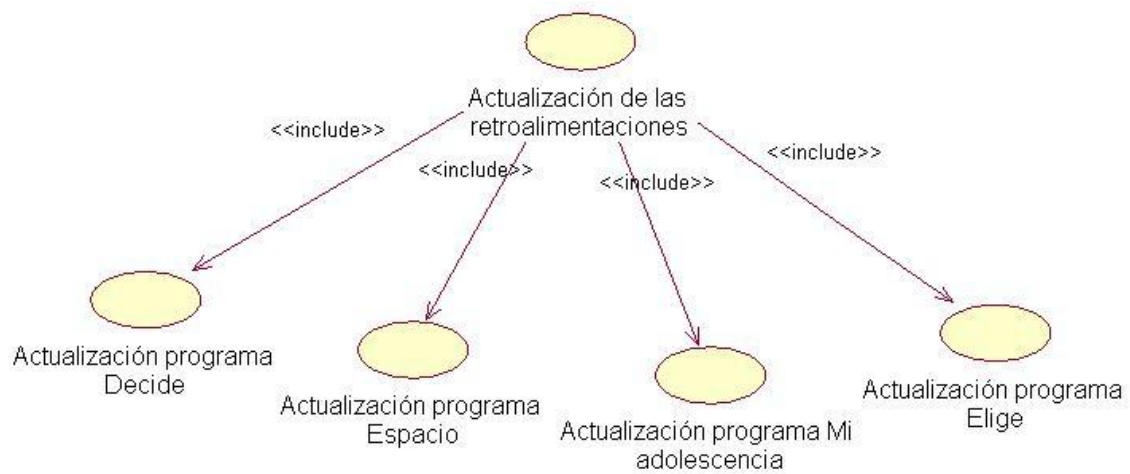 Actualización de las
retroalimentaciones
<<include>>
<<include>>
<<include>>
<<include>>
Actualización programa
Decide
Actualización programa
Espacio
Actualización programa Mi
adolescencia
Actualización programa
Elige